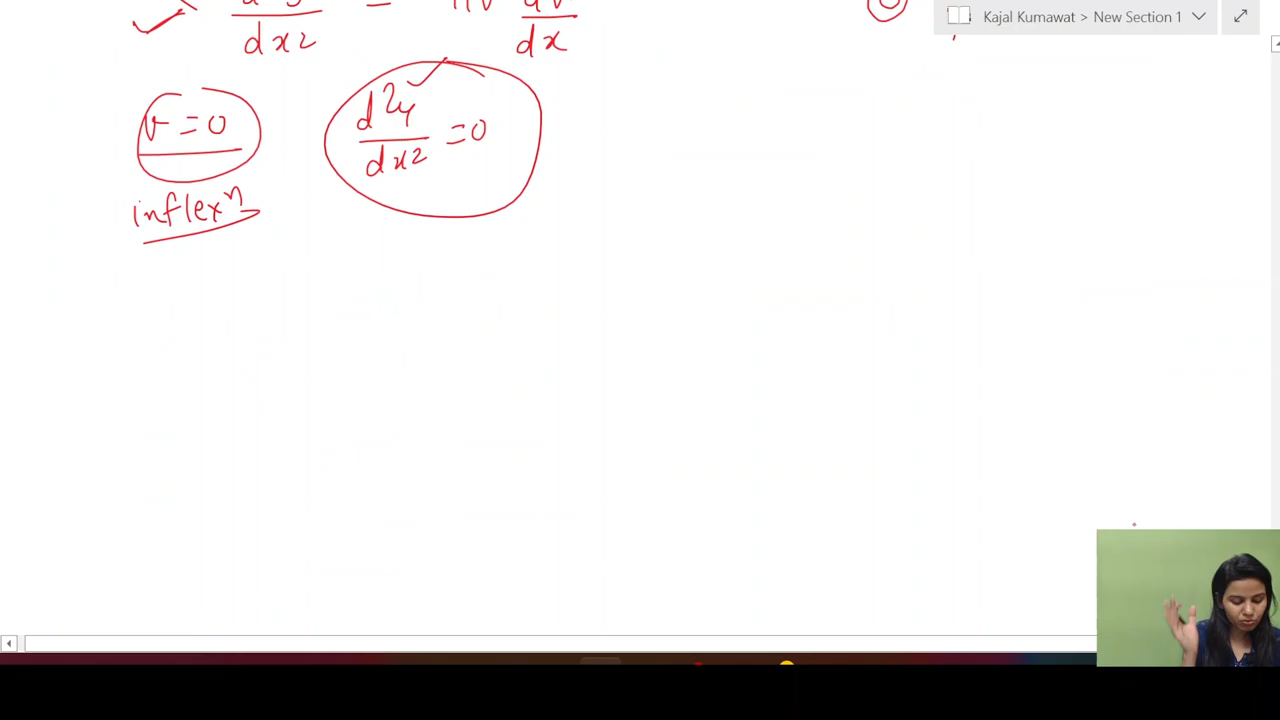 Kajal Kumawat > New Section 1
dx2 dx
v = 0 d2y/dx2 = 0
inflexn